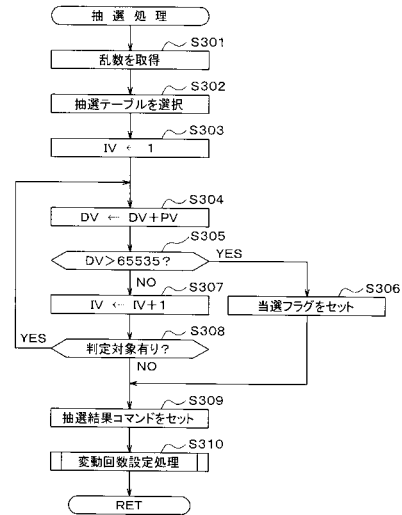 抽選処理
S301
乱数を取得
S302
抽選テーブルを選択
S303
IV ← 1
S304
DV ← DV+PV
S305
DV>65535?
YES
NO
S306
当選フラグをセット
S307
IV ← IV+1
S308
判定対象有り?
YES
NO
S309
抽選結果コマンドをセット
S310
変動回数設定処理
RET